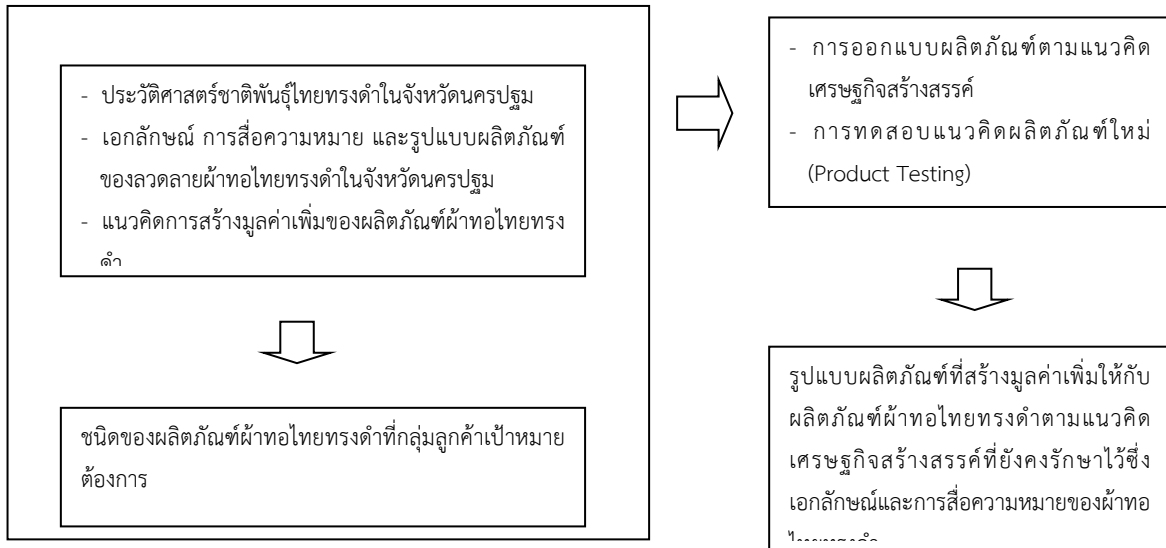 - ประวัติศาสตร์ชาติพันธุ์ไทยทรงดำในจังหวัดนครปฐม
- เอกลักษณ์ การสื่อความหมาย และรูปแบบผลิตภัณฑ์
ของลวดลายผ้าทอไทยทรงดำในจังหวัดนครปฐม
- แนวคิดการสร้างมูลค่าเพิ่มของผลิตภัณฑ์ผ้าทอไทยทรง
ดำ
ชนิดของผลิตภัณฑ์ผ้าทอไทยทรงดำที่กลุ่มลูกค้าเป้าหมาย
ต้องการ
- การออกแบบผลิตภัณฑ์ตามแนวคิด
เศรษฐกิจสร้างสรรค์
- การทดสอบแนวคิดผลิตภัณฑ์ใหม่
(Product Testing)
รูปแบบผลิตภัณฑ์ที่สร้างมูลค่าเพิ่มให้กับ
ผลิตภัณฑ์ผ้าทอไทยทรงดำตามแนวคิด
เศรษฐกิจสร้างสรรค์ที่ยังคงรักษาไว้ซึ่ง
เอกลักษณ์และการสื่อความหมายของผ้าทอ
ไทยทรงดำ